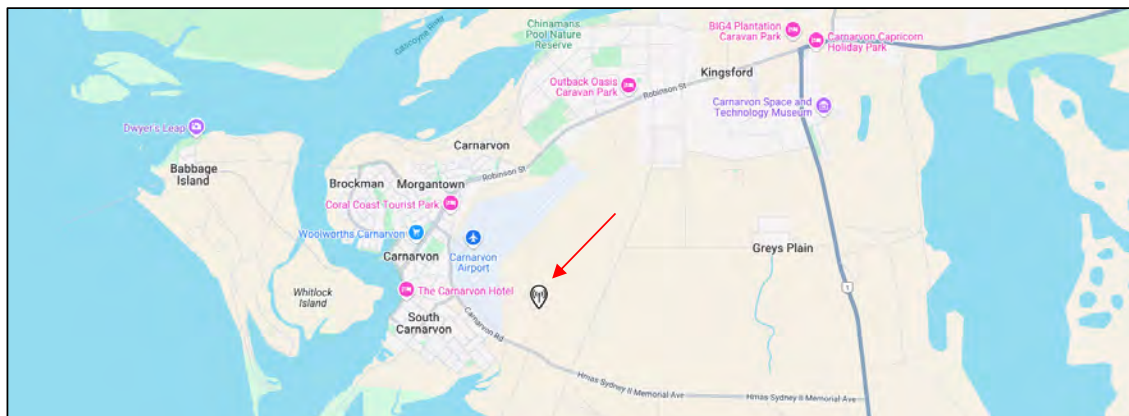 Gascoyne River
Chinamans
Pool Nature
Reserve
BIG4 Plantation
Caravan Park
Carnarvon Capricorn
Holiday Park
Kingsford
Outback Oasis
Caravan Park
Robinson St
Carnarvon Space and
Technology Museum
Dwyer's Leap
Carnarvon
Babbage
Island
Brockman
Morgantown
Robinson St
Coral Coast Tourist Park
Woolworths Carnarvon
Carnarvon
Carnarvon
Airport
Greys Plain
Whitlock
Island
The Carnarvon Hotel
1
South
Carnarvon
Carnarvon Rd
Hmas Sydney II Memorial Ave
Hmas Sydney II Memorial Ave